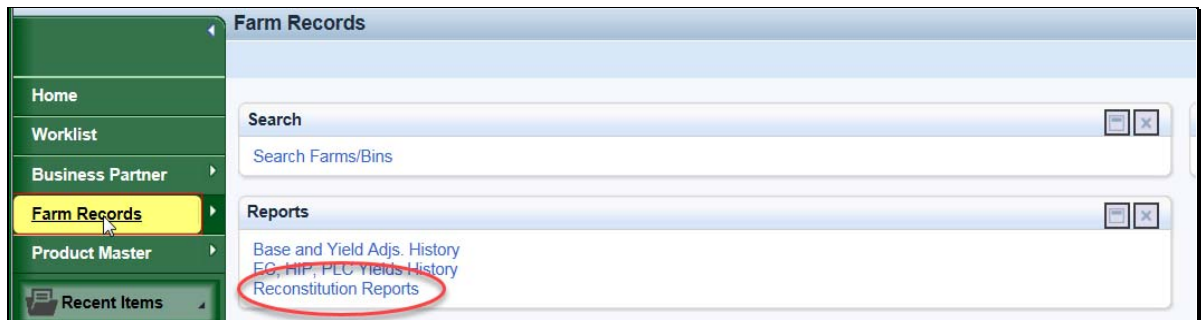 Farm Records
Home
Worklist
Business Partner
Farm Records
Product Master
Recent Items
Search
Search Farms/Bins
Reports
Base and Yield Adjs. History
EC, HIP, PLC Yields History
Reconstitution Reports